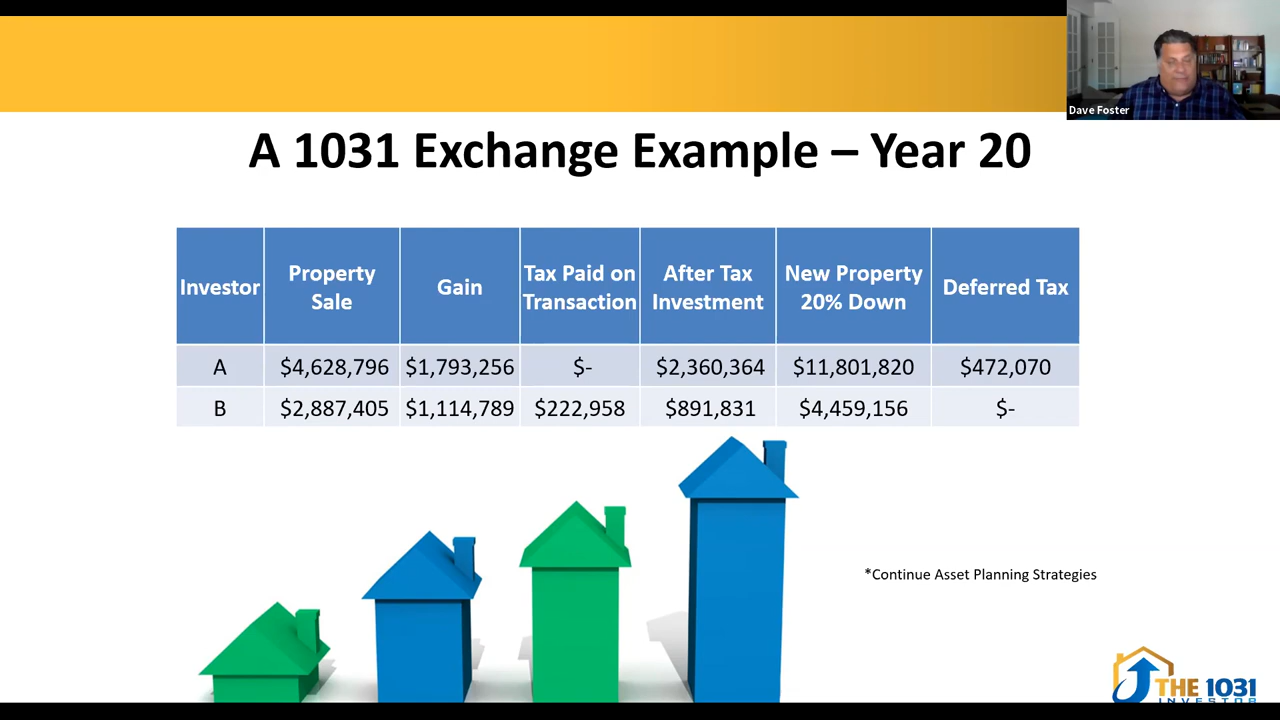 Dave Foster
A 1031 Exchange Example – Year 20
Investor
Property
Sale
Gain
Tax Paid on
Transaction
After Tax
Investment
New Property
20% Down
Deferred Tax
A $4,628,796 $1,793,256 $- $2,360,364 $11,801,820 $472,070
B $2,887,405 $1,114,789 $222,958 $891,831 $4,459,156 $-
*Continue Asset Planning Strategies
THE 1031
INVESTOR